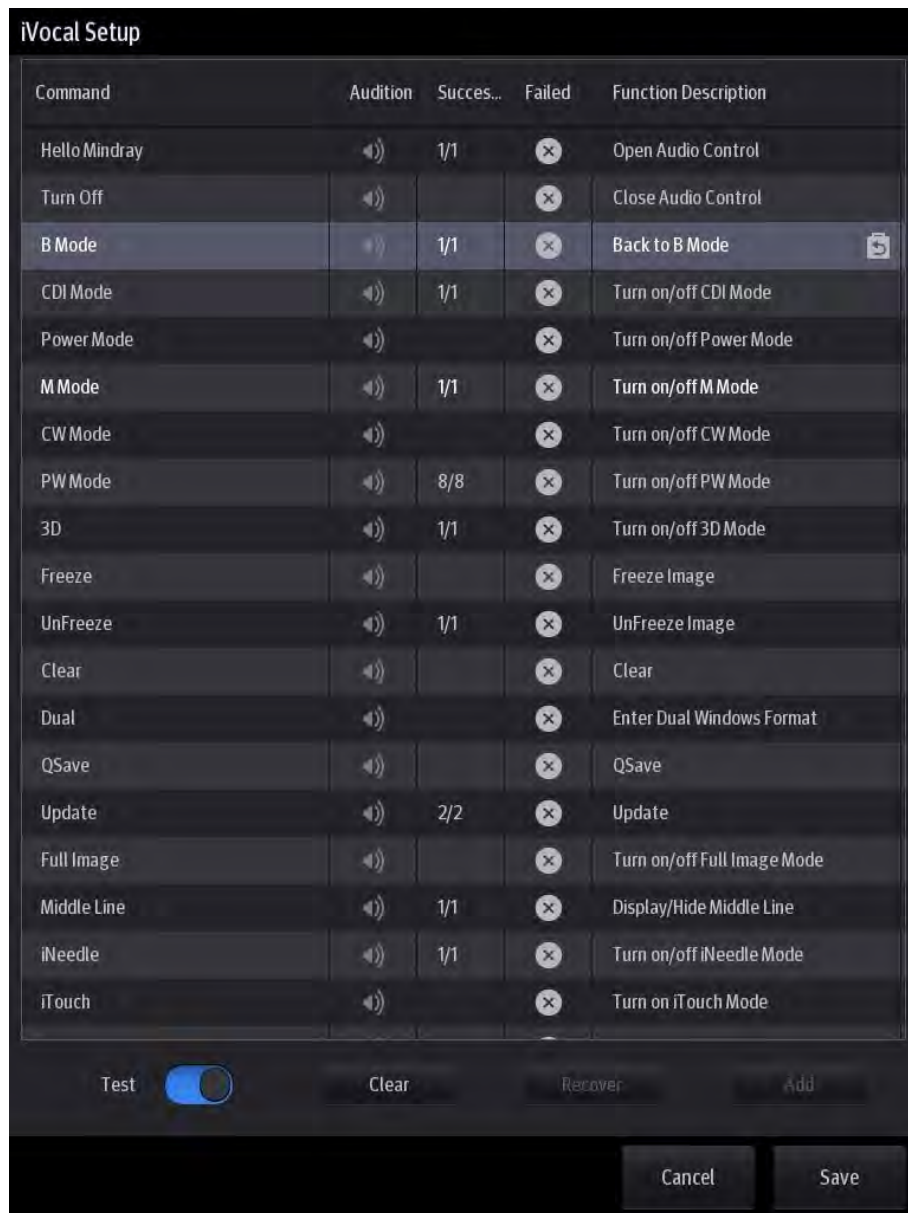 iVocal Setup
Command Audition Succes... Failed Function Description
Hello Mindray 1/1 Open Audio Control
Turn Off Close Audio Control
B Mode 1/1 Back to B Mode
CDI Mode 1/1 Turn on/off CDI Mode
Power Mode Turn on/off Power Mode
M Mode 1/1 Turn on/off M Mode
CW Mode Turn on/off CW Mode
PW Mode 8/8 Turn on/off PW Mode
3D 1/1 Turn on/off 3D Mode
Freeze Freeze Image
UnFreeze 1/1 UnFreeze Image
Clear Clear
Dual Enter Dual Windows Format
QSave QSave
Update 2/2 Update
Full Image Turn on/off Full Image Mode
Middle Line 1/1 Display/Hide Middle Line
iNeedle 1/1 Turn on/off iNeedle Mode
iTouch Turn on iTouch Mode
Test Clear Recover Add
Cancel Save